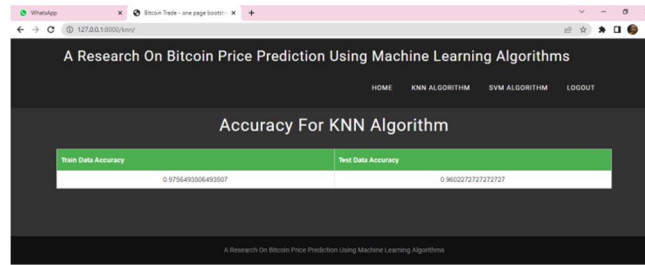 WhatsApp
Bitcoin Trade - one page bootstr
127.0.0.1:8000/knn/
A Research On Bitcoin Price Prediction Using Machine Learning Algorithms
HOME KNN ALGORITHM SVM ALGORITHM LOGOUT
Accuracy For KNN Algorithm
Train Data Accuracy Test Data Accuracy
0.9756493506493507 0.9602272727272727
A Research On Bitcoin Price Prediction Using Machine Learning Algorithms